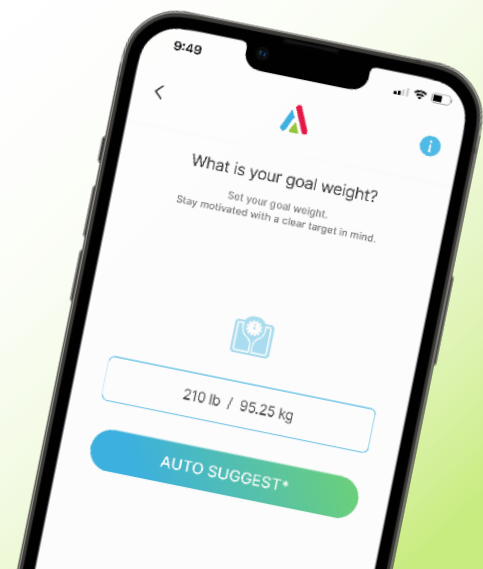 9:49
i
What is your goal weight?
Set your goal weight.
Stay motivated with a clear target in mind.
210 lb / 95.25 kg
AUTO SUGGEST*